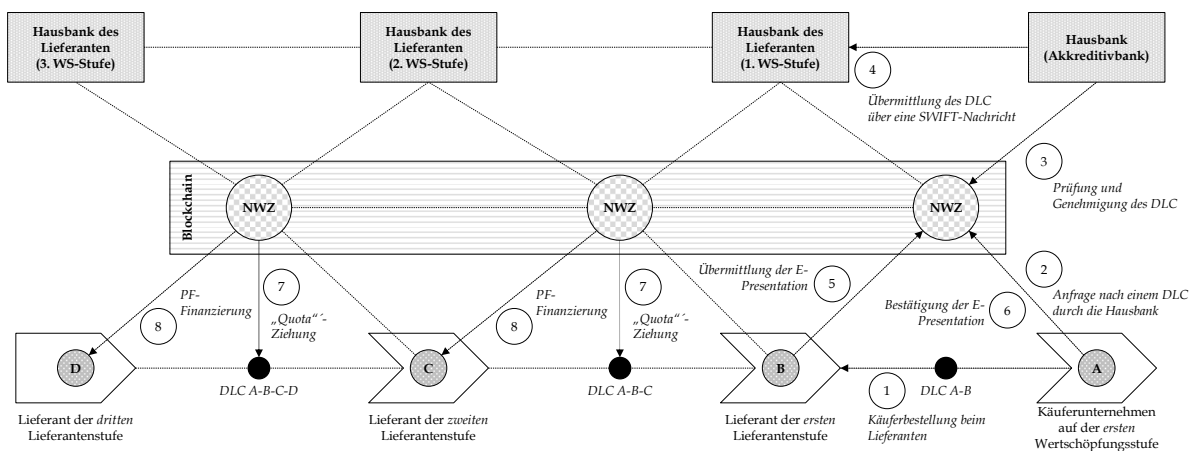 Hausbank des
Lieferanten
(3. WS-Stufe)
Hausbank des
Lieferanten
(2. WS-Stufe)
Hausbank des
Lieferanten
(1. WS-Stufe)
Hausbank
(Akkreditivbank)
4
Übermittlung des DLC
über eine SWIFT-Nachricht
3
Prüfung und
Genehmigung des DLC
Blockchain
NWZ
NWZ
NWZ
PF-
Finanzierung
8
7
„Quota“´-
Ziehung
PF-
Finanzierung
8
7
„Quota“´-
Ziehung
Übermittlung der E-
Presentation
5
Bestätigung der E-
Presentation
6
2
Anfrage nach einem DLC
durch die Hausbank
D
DLC A-B-C-D
C
DLC A-B-C
B
DLC A-B
A
Lieferant der dritten
Lieferantenstufe
Lieferant der zweiten
Lieferantenstufe
Lieferant der ersten
Lieferantenstufe
1
Käuferbestellung beim
Lieferanten
Käuferunternehmen
auf der ersten
Wertschöpfungsstufe